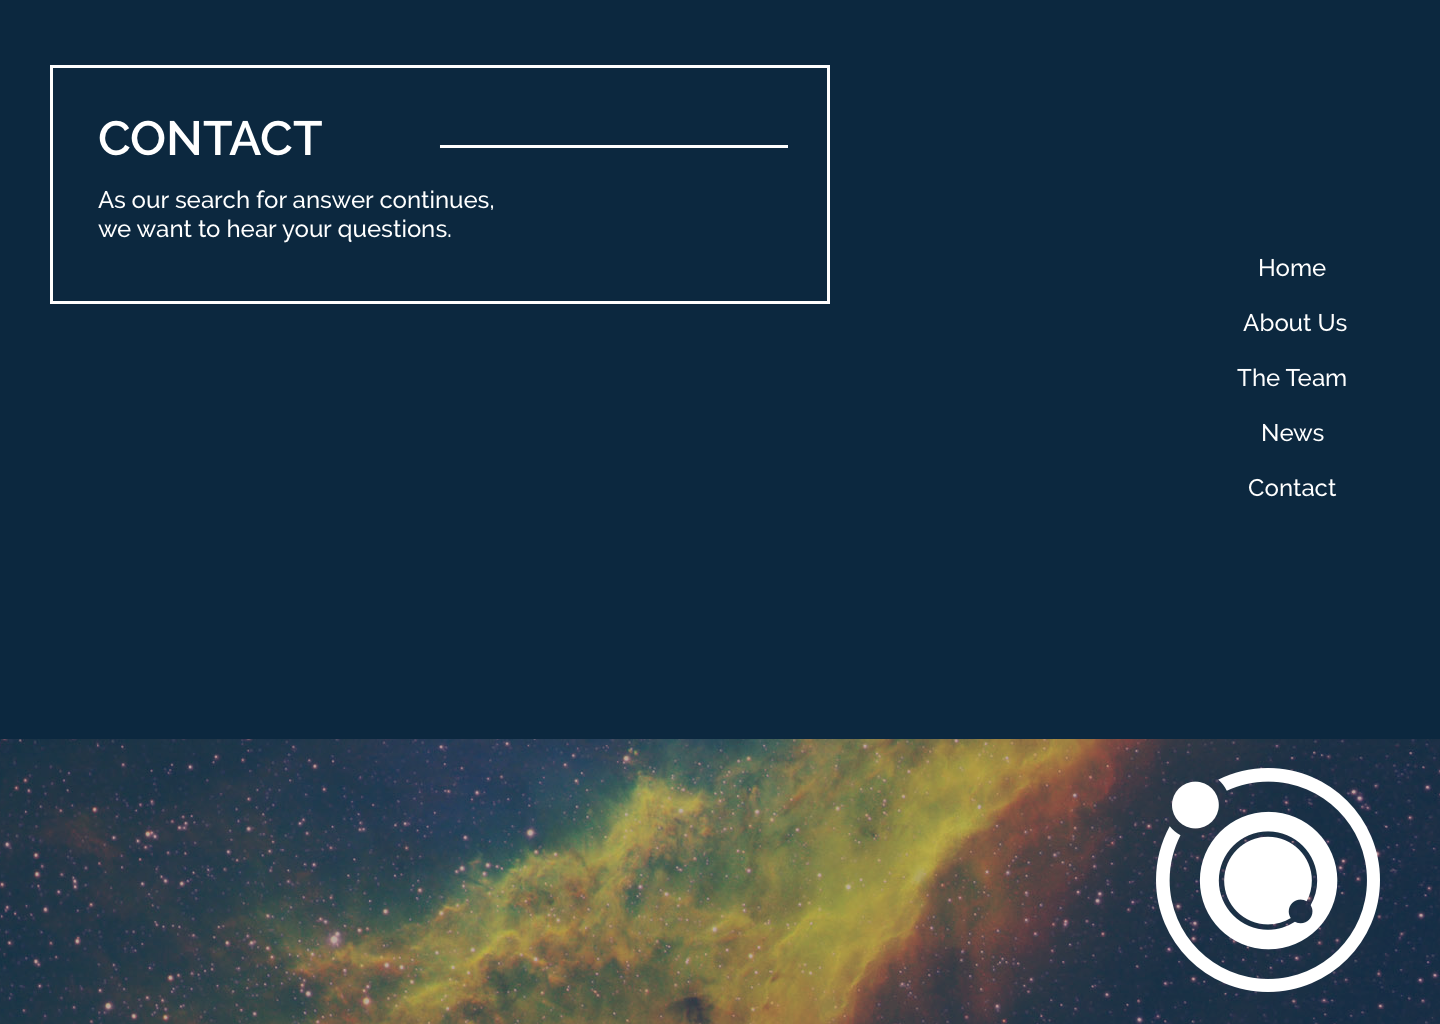 CONTACT
As our search for answer continues,
we want to hear your questions.
Home
About Us
The Team
News
Contact